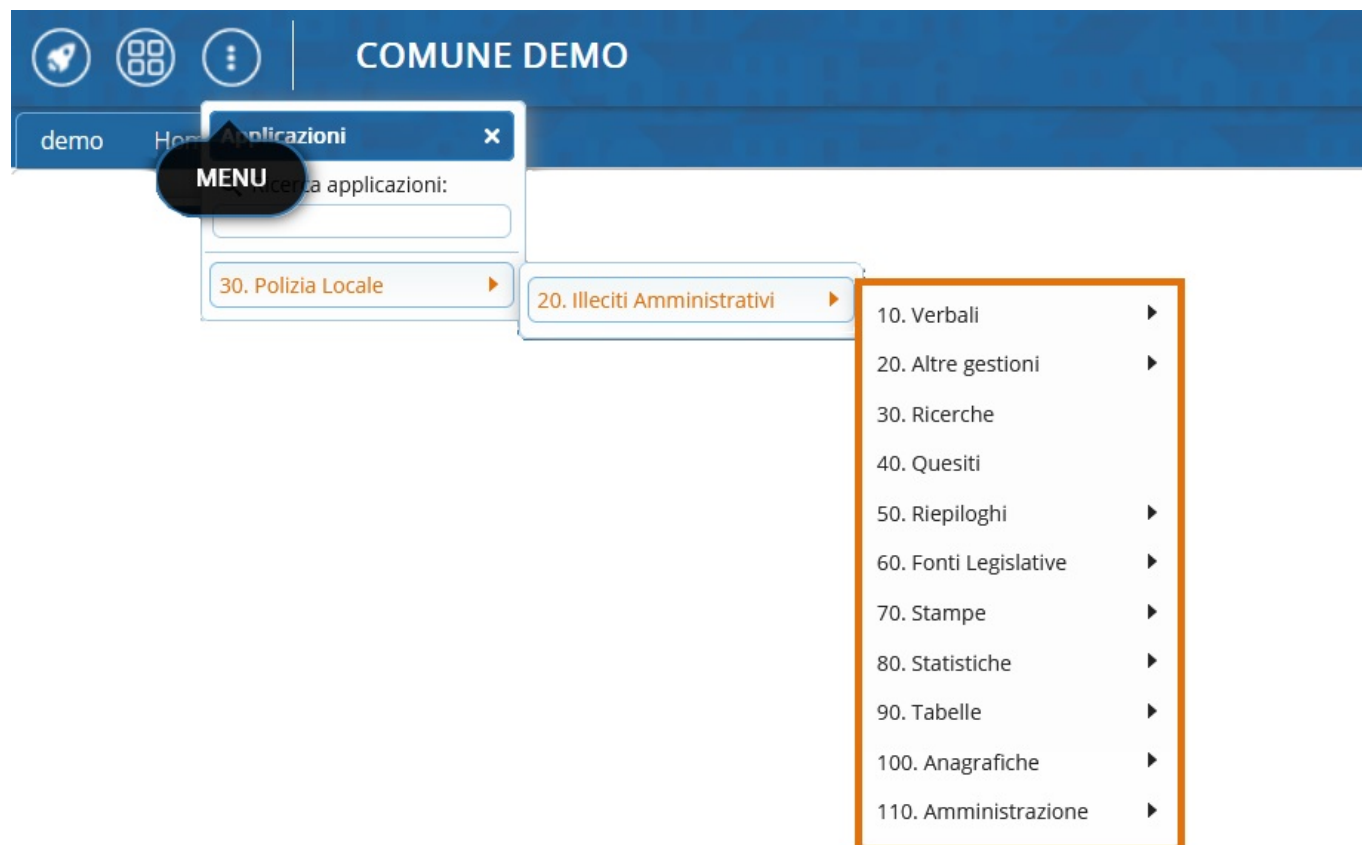 COMUNE DEMO
demo
Applicazioni
MENU
applicazioni:
30. Polizia Locale
20. Illeciti Amministrativi
10. Verbali
20. Altre gestioni
30. Ricerche
40. Quesiti
50. Riepiloghi
60. Fonti Legislative
70. Stampe
80. Statistiche
90. Tabelle
100. Anagrafiche
110. Amministrazione